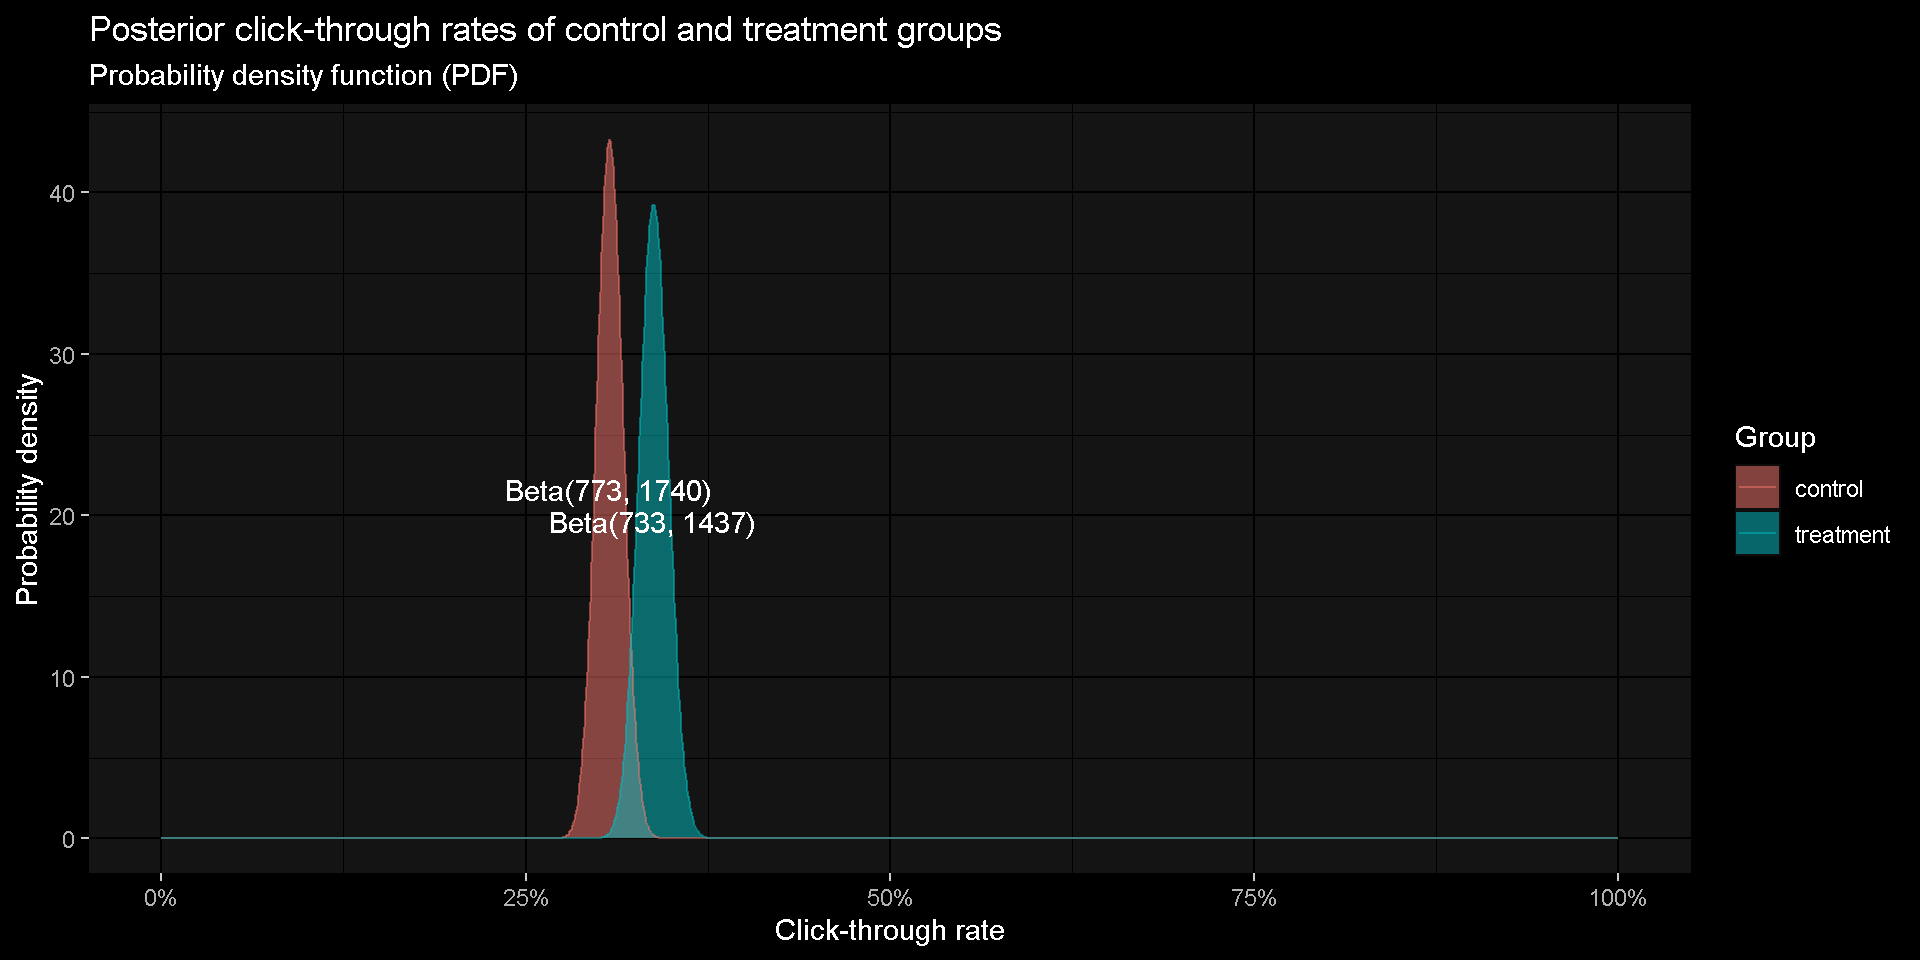 Posterior click-through rates of control and treatment groups
Probability density function (PDF)
Probability density
40
30
20
10
0
Beta(773, 1740)
Beta(733, 1437)
0%
25%
50%
75%
100%
Click-through rate
Group
control
treatment